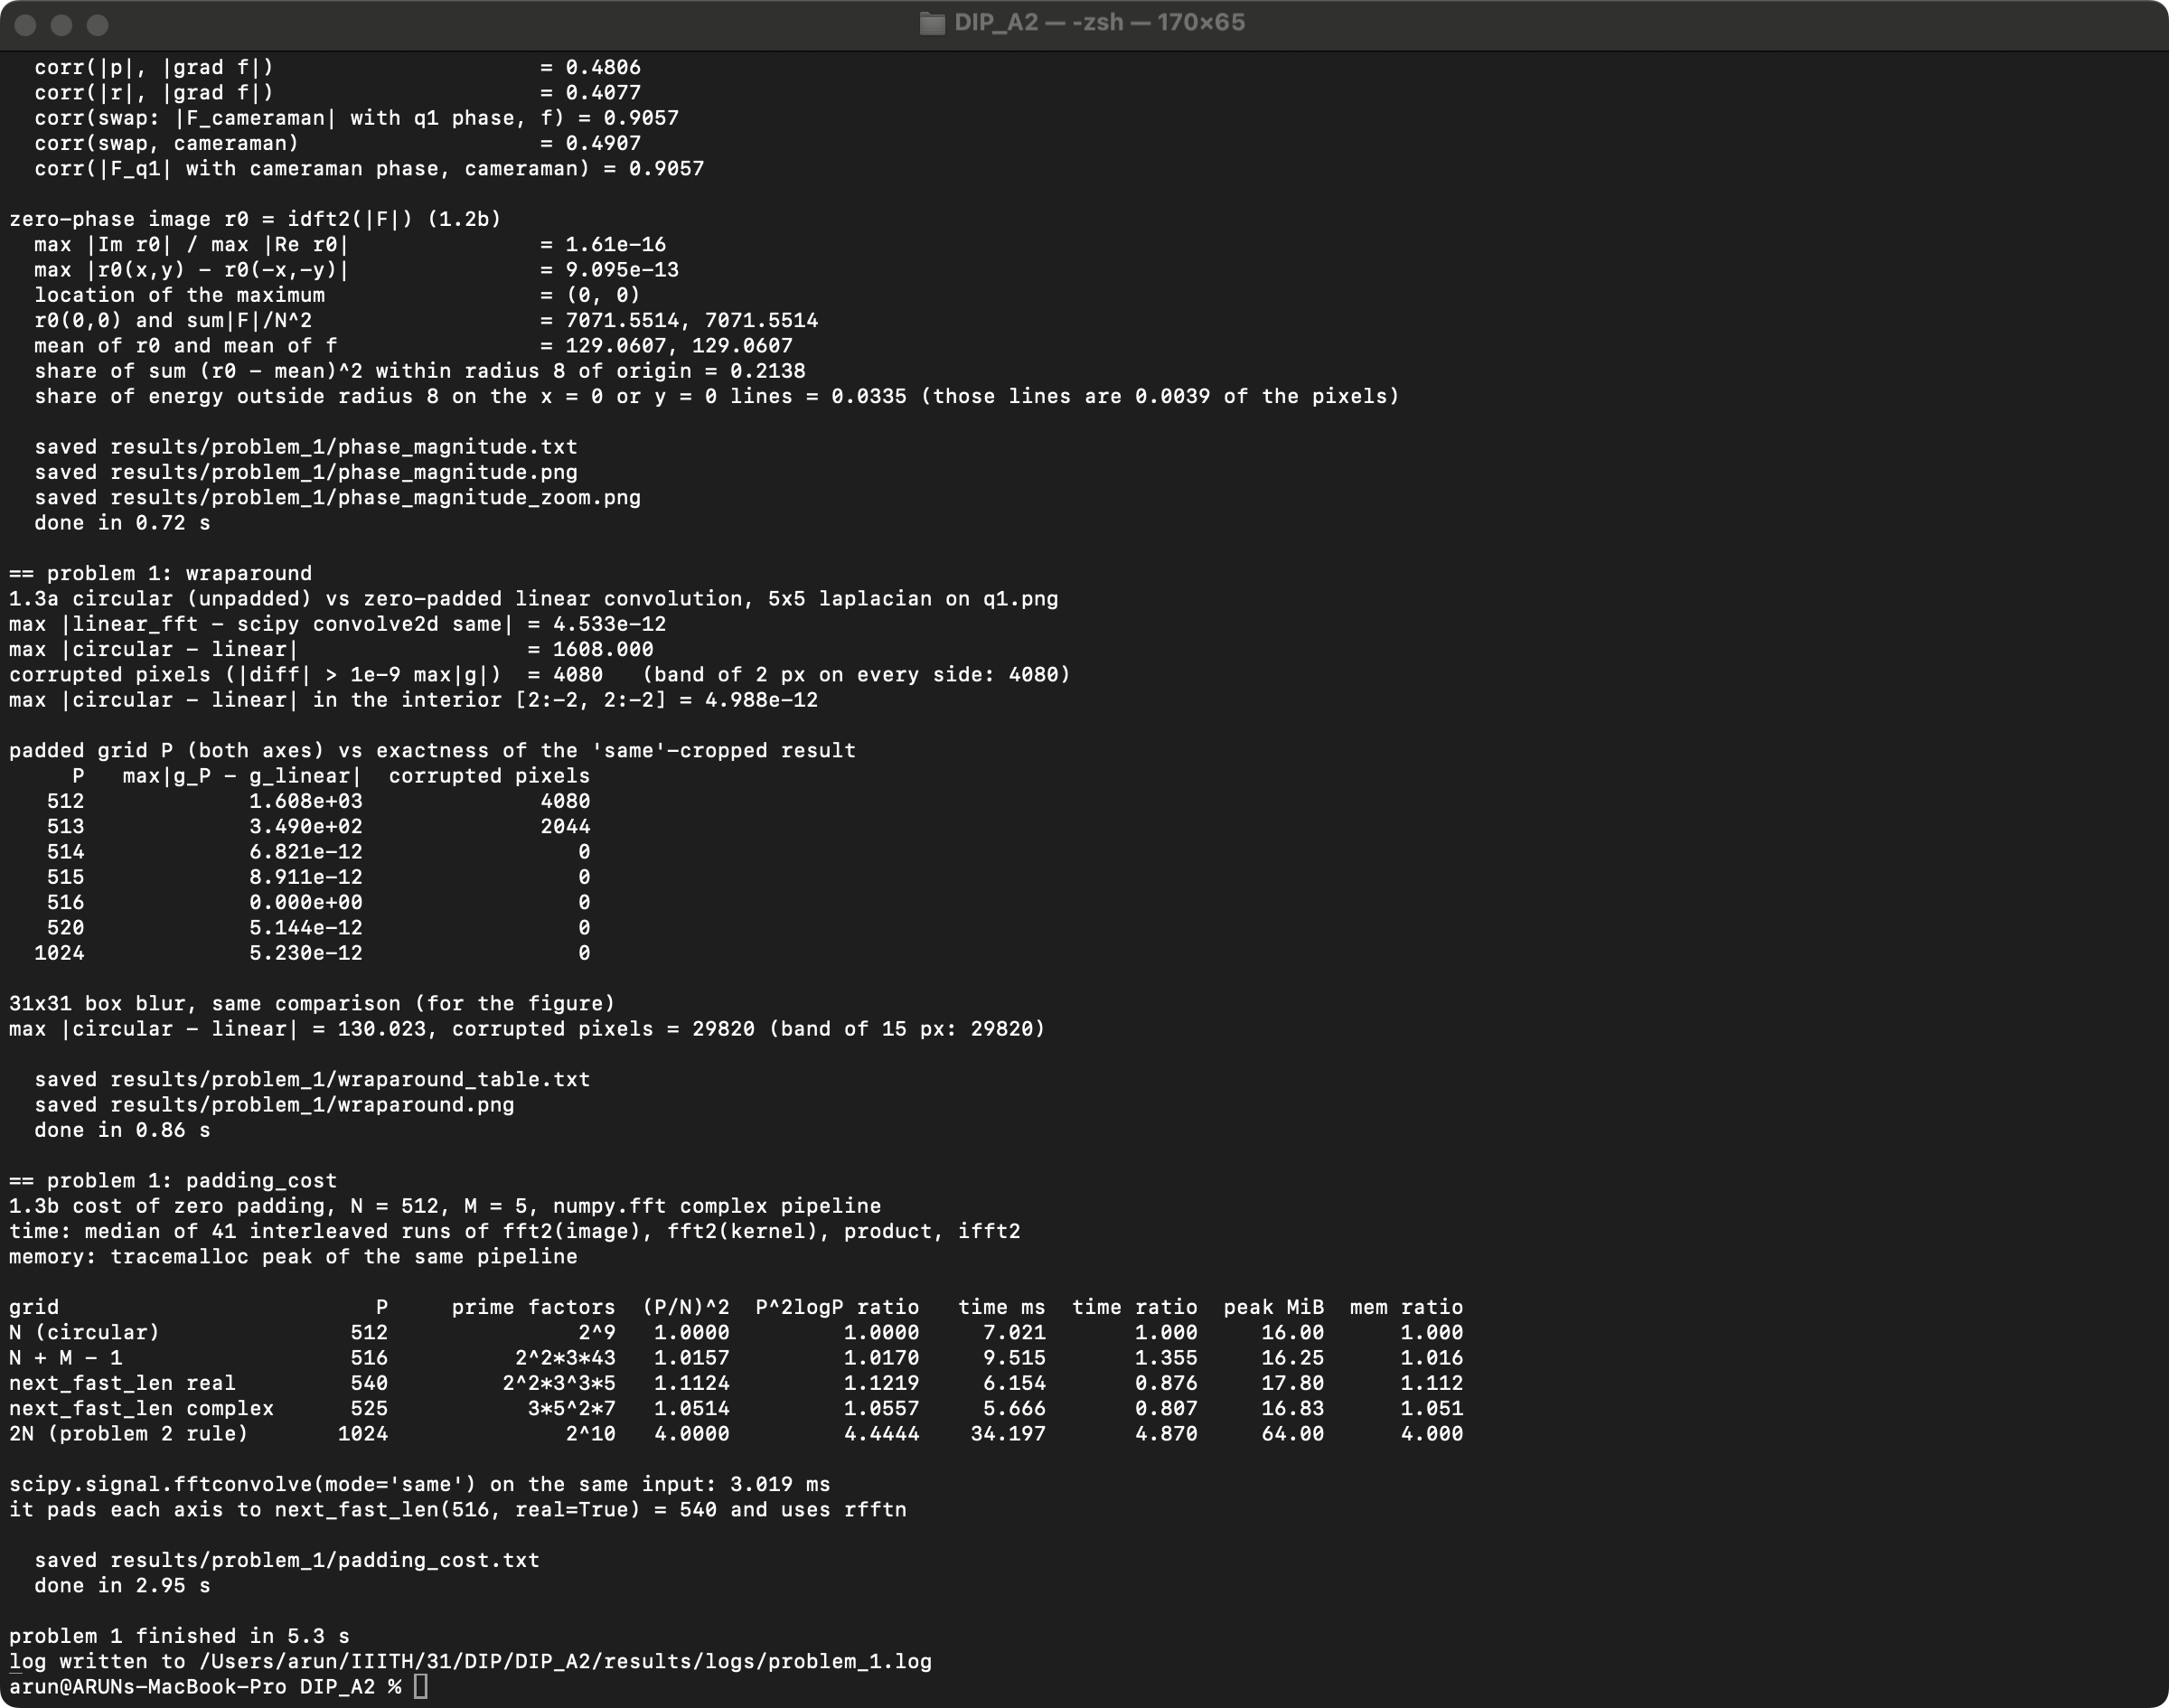 DIP_A2 — -zsh — 170×65
corr(|p|, |grad f|) = 0.4806
corr(|r|, |grad f|) = 0.4077
corr(swap: |F_cameraman| with q1 phase, f) = 0.9057
corr(swap, cameraman) = 0.4907
corr(|F_q1| with cameraman phase, cameraman) = 0.9057
zero-phase image r0 = idft2(|F|) (1.2b)
max |Im r0| / max |Re r0| = 1.61e-16
max |r0(x,y) - r0(-x,-y)| = 9.095e-13
location of the maximum = (0, 0)
r0(0,0) and sum|F|/N^2 = 7071.5514, 7071.5514
mean of r0 and mean of f = 129.0607, 129.0607
share of sum (r0 - mean)^2 within radius 8 of origin = 0.2138
share of energy outside radius 8 on the x = 0 or y = 0 lines = 0.0335 (those lines are 0.0039 of the pixels)
saved results/problem_1/phase_magnitude.txt
saved results/problem_1/phase_magnitude.png
saved results/problem_1/phase_magnitude_zoom.png
done in 0.72 s
== problem 1: wraparound
1.3a circular (unpadded) vs zero-padded linear convolution, 5x5 laplacian on q1.png
max |linear_fft - scipy convolve2d same| = 4.533e-12
max |circular - linear| = 1608.000
corrupted pixels (|diff| > 1e-9 max|g|) = 4080 (band of 2 px on every side: 4080)
max |circular - linear| in the interior [2:-2, 2:-2] = 4.988e-12
padded grid P (both axes) vs exactness of the 'same'-cropped result
P max|g_P - g_linear| corrupted pixels
512 1.608e+03 4080
513 3.490e+02 2044
514 6.821e-12 0
515 8.911e-12 0
516 0.000e+00 0
520 5.144e-12 0
1024 5.230e-12 0
31x31 box blur, same comparison (for the figure)
max |circular - linear| = 130.023, corrupted pixels = 29820 (band of 15 px: 29820)
saved results/problem_1/wraparound_table.txt
saved results/problem_1/wraparound.png
done in 0.86 s
== problem 1: padding_cost
1.3b cost of zero padding, N = 512, M = 5, numpy.fft complex pipeline
time: median of 41 interleaved runs of fft2(image), fft2(kernel), product, ifft2
memory: tracemalloc peak of the same pipeline
grid P prime factors (P/N)^2 P^2logP ratio time ms time ratio peak MiB mem ratio
N (circular) 512 2^9 1.0000 1.0000 7.021 1.000 16.00 1.000
N + M - 1 516 2^2*3*43 1.0157 1.0170 9.515 1.355 16.25 1.016
next_fast_len real 540 2^2*3^3*5 1.1124 1.1219 6.154 0.876 17.80 1.112
next_fast_len complex 525 3*5^2*7 1.0514 1.0557 5.666 0.807 16.83 1.051
2N (problem 2 rule) 1024 2^10 4.0000 4.4444 34.197 4.870 64.00 4.000
scipy.signal.fftconvolve(mode='same') on the same input: 3.019 ms
it pads each axis to next_fast_len(516, real=True) = 540 and uses rfftn
saved results/problem_1/padding_cost.txt
done in 2.95 s
problem 1 finished in 5.3 s
log written to /Users/arun/IIITH/31/DIP/DIP_A2/results/logs/problem_1.log
arun@ARUNs-MacBook-Pro DIP_A2 %